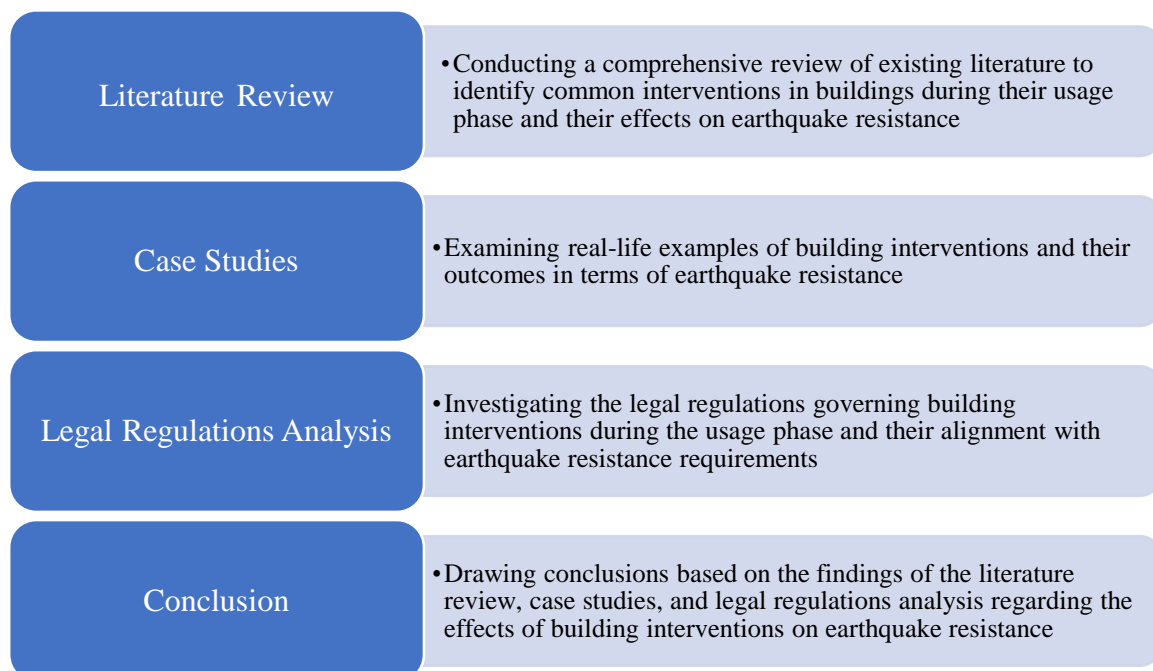 Literature Review
•Conducting a comprehensive review of existing literature to
identify common interventions in buildings during their usage
phase and their effects on earthquake resistance
Case Studies
•Examining real-life examples of building interventions and their
outcomes in terms of earthquake resistance
Legal Regulations Analysis
•Investigating the legal regulations governing building
interventions during the usage phase and their alignment with
earthquake resistance requirements
Conclusion
•Drawing conclusions based on the findings of the literature
review, case studies, and legal regulations analysis regarding the
effects of building interventions on earthquake resistance